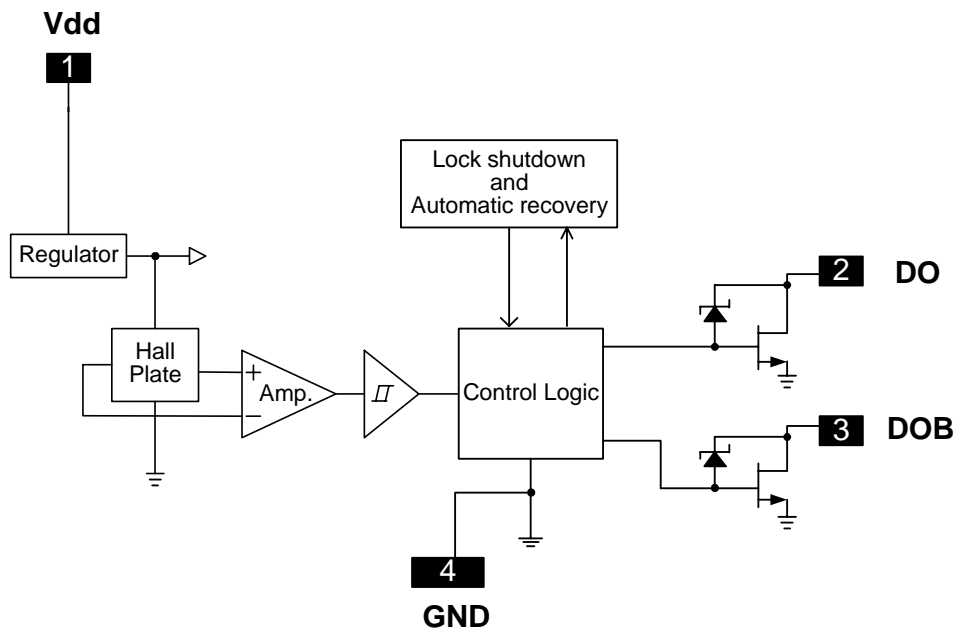 Vdd
1
Lock shutdown
and
Automatic recovery
Regulator
2
DO
Hall
Plate
+
Amp.
−
Control Logic
3
DOB
4
GND